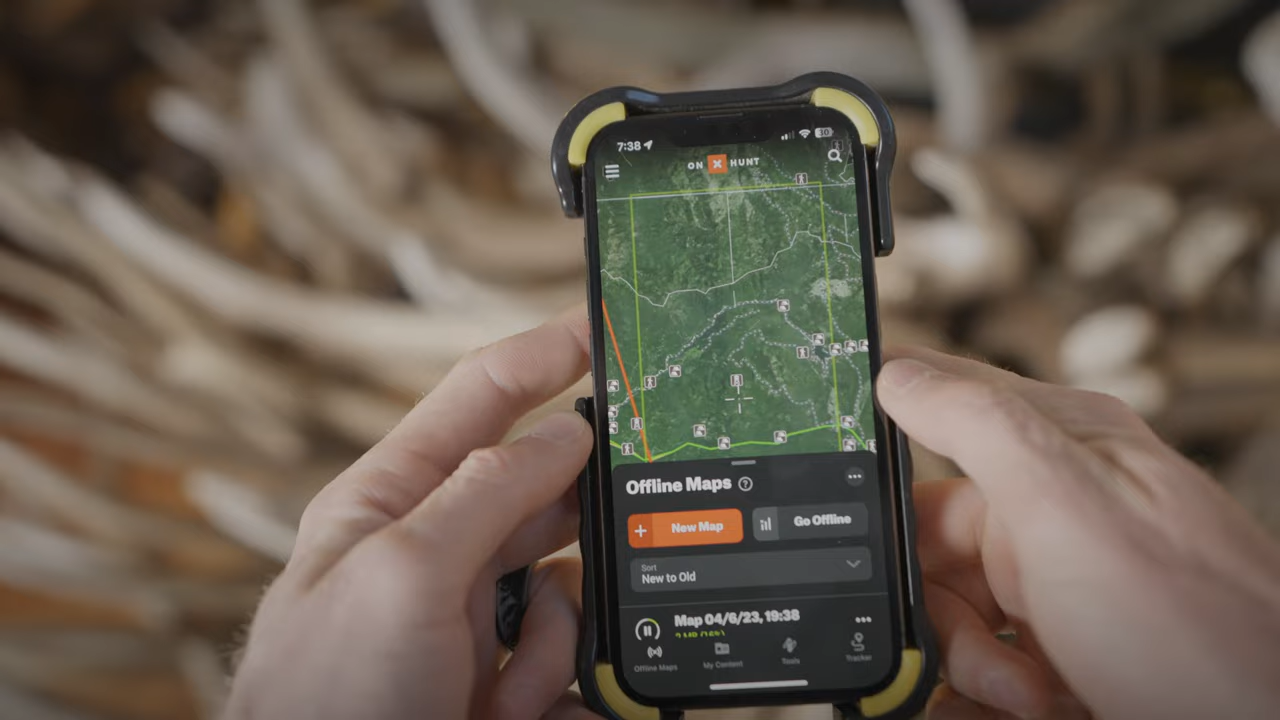 7:38
30
ON X HUNT
Offline Maps ?
New Map
Go Offline
Sort
New to Old
Map 04/6/23, 19:38
Offline Maps
My Content
Tools
Tracker